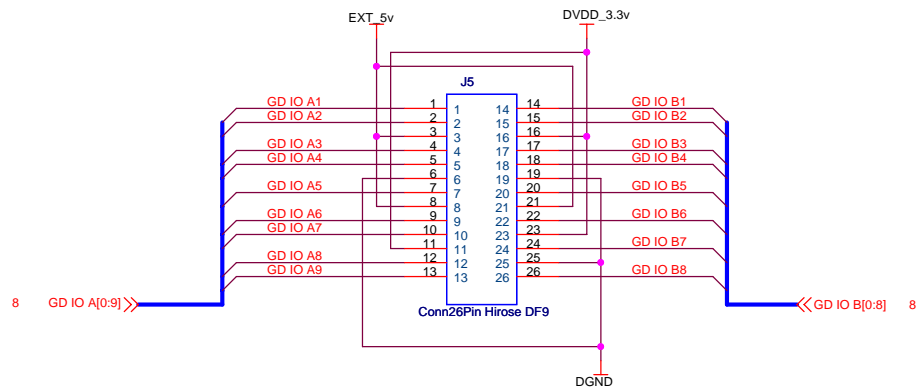 EXT_5v DVDD_3.3v
J5
GD IO A1 1 1 14 14 GD IO B1
GD IO A2 2 2 15 15 GD IO B2
3 3 16 16
GD IO A3 4 4 17 17 GD IO B3
GD IO A4 5 5 18 18 GD IO B4
6 6 19 19
GD IO A5 7 7 20 20 GD IO B5
8 8 21 21
GD IO A6 9 9 22 22 GD IO B6
GD IO A7 10 10 23 23
11 11 24 24 GD IO B7
GD IO A8 12 12 25 25
GD IO A9 13 13 26 26 GD IO B8
8 GD IO A[0:9] GD IO B[0:8] 8
Conn26Pin Hirose DF9
DGND